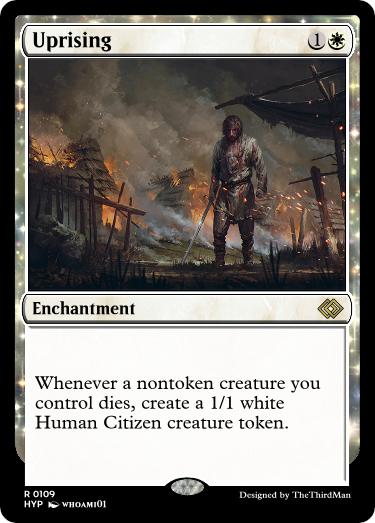 Uprising 1
Enchantment
Whenever a nontoken creature you
control dies, create a 1/1 white
Human Citizen creature token.
R 0109
HYP WHOAMI01
Designed by TheThirdMan